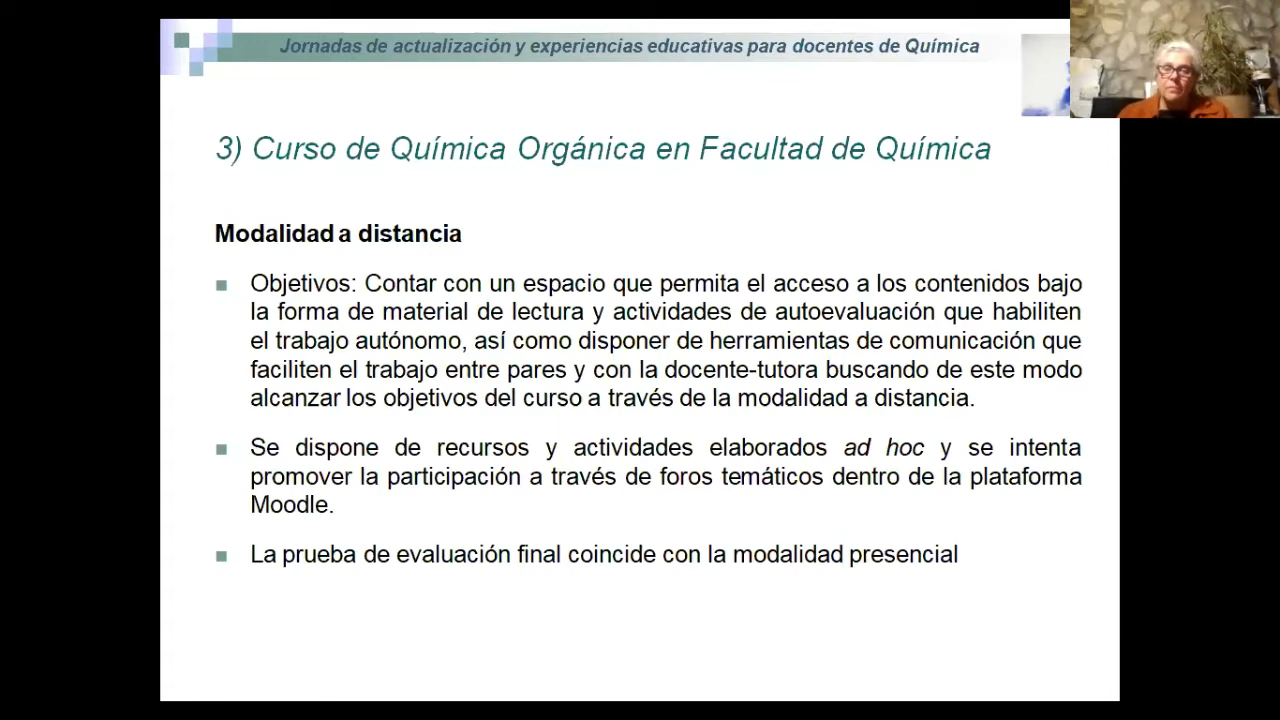 Jornadas de actualización y experiencias educativas para docentes de Química
3) Curso de Química Orgánica en Facultad de Química
Modalidad a distancia
Objetivos: Contar con un espacio que permita el acceso a los contenidos bajo
la forma de material de lectura y actividades de autoevaluación que habiliten
el trabajo autónomo, así como disponer de herramientas de comunicación que
faciliten el trabajo entre pares y con la docente-tutora buscando de este modo
alcanzar los objetivos del curso a través de la modalidad a distancia.
Se dispone de recursos y actividades elaborados ad hoc y se intenta
promover la participación a través de foros temáticos dentro de la plataforma
Moodle.
La prueba de evaluación final coincide con la modalidad presencial